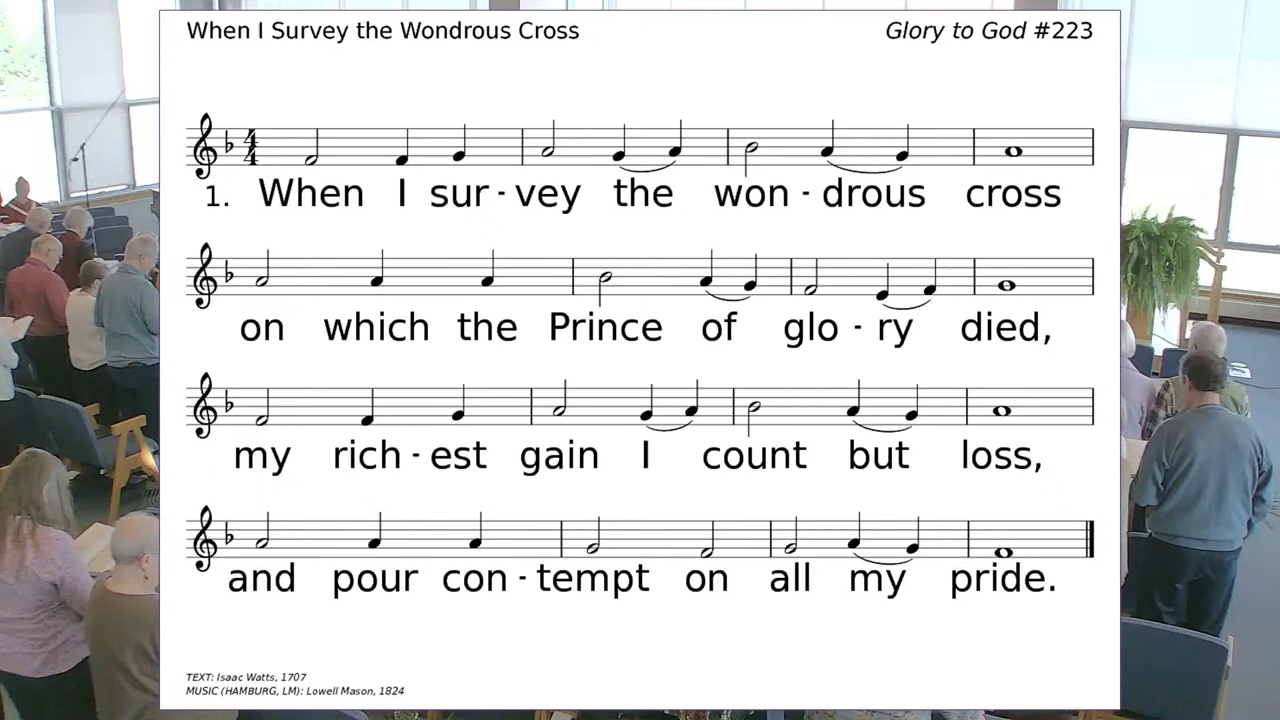 When I Survey the Wondrous Cross
Glory to God #223
4
4
1. When I sur - vey the won - drous cross
on which the Prince of glo - ry died,
my rich - est gain I count but loss,
and pour con - tempt on all my pride.
TEXT: Isaac Watts, 1707
MUSIC (HAMBURG, LM): Lowell Mason, 1824